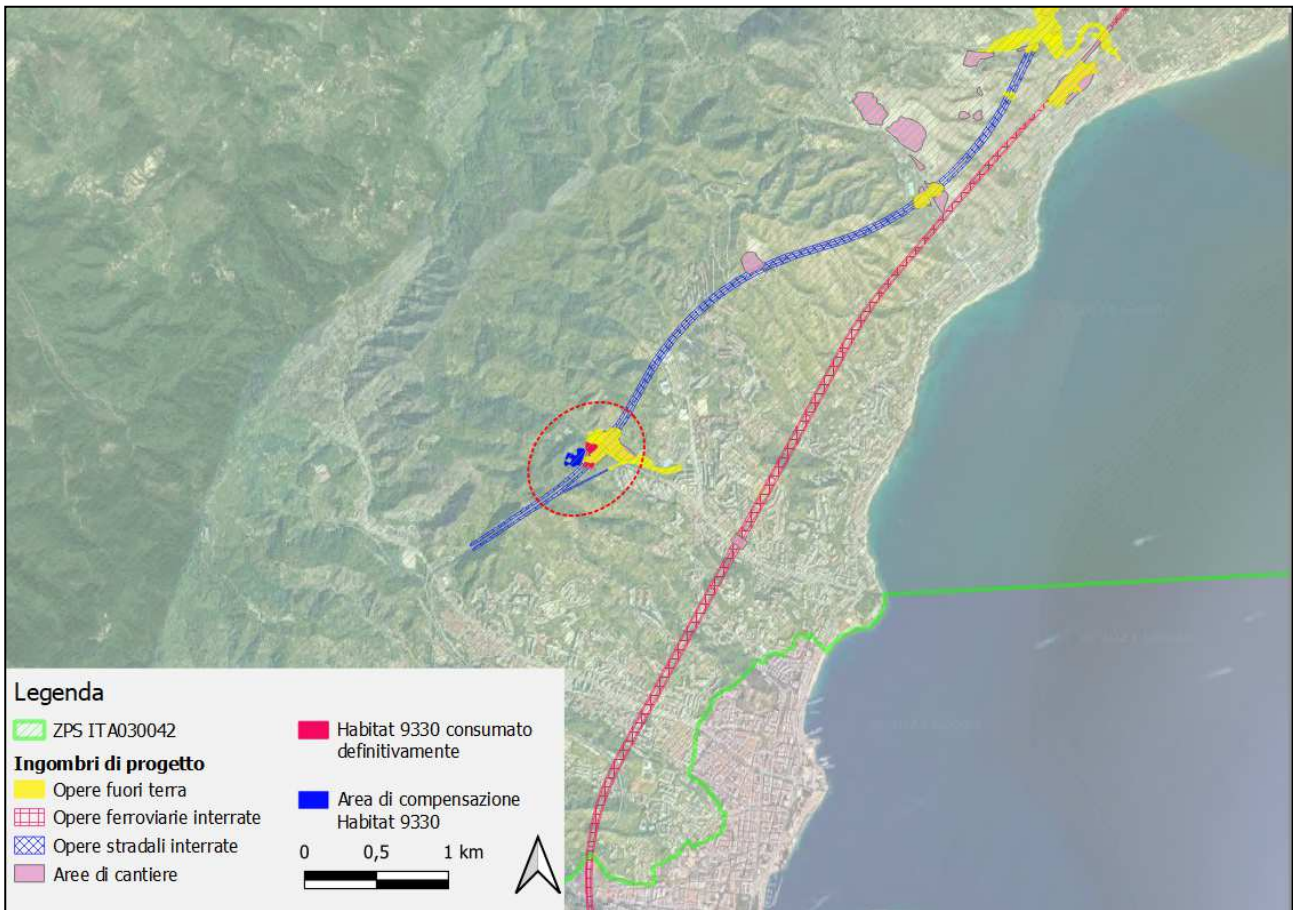 Legenda
ZPS ITA030042
Ingombri di progetto
Opere fuori terra
Opere ferroviarie interrate
Opere stradali interrate
Aree di cantiere
Habitat 9330 consumato
definitivamente
Area di compensazione
Habitat 9330
0 0,5 1 km